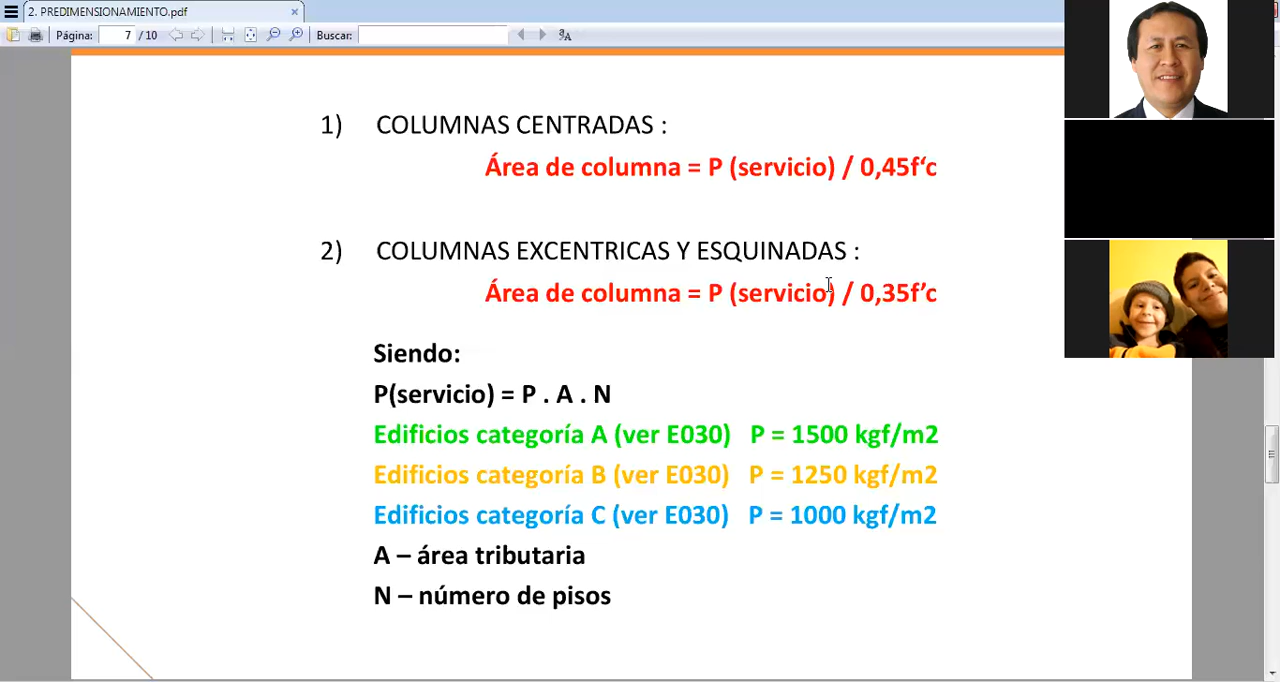 2. PREDIMENSIONAMIENTO.pdf
Página: 7 / 10 Buscar:
1) COLUMNAS CENTRADAS :
Área de columna = P (servicio) / 0,45f‘c
2) COLUMNAS EXCENTRICAS Y ESQUINADAS :
Área de columna = P (servicio) / 0,35f’c
Siendo:
P(servicio) = P . A . N
Edificios categoría A (ver E030) P = 1500 kgf/m2
Edificios categoría B (ver E030) P = 1250 kgf/m2
Edificios categoría C (ver E030) P = 1000 kgf/m2
A – área tributaria
N – número de pisos